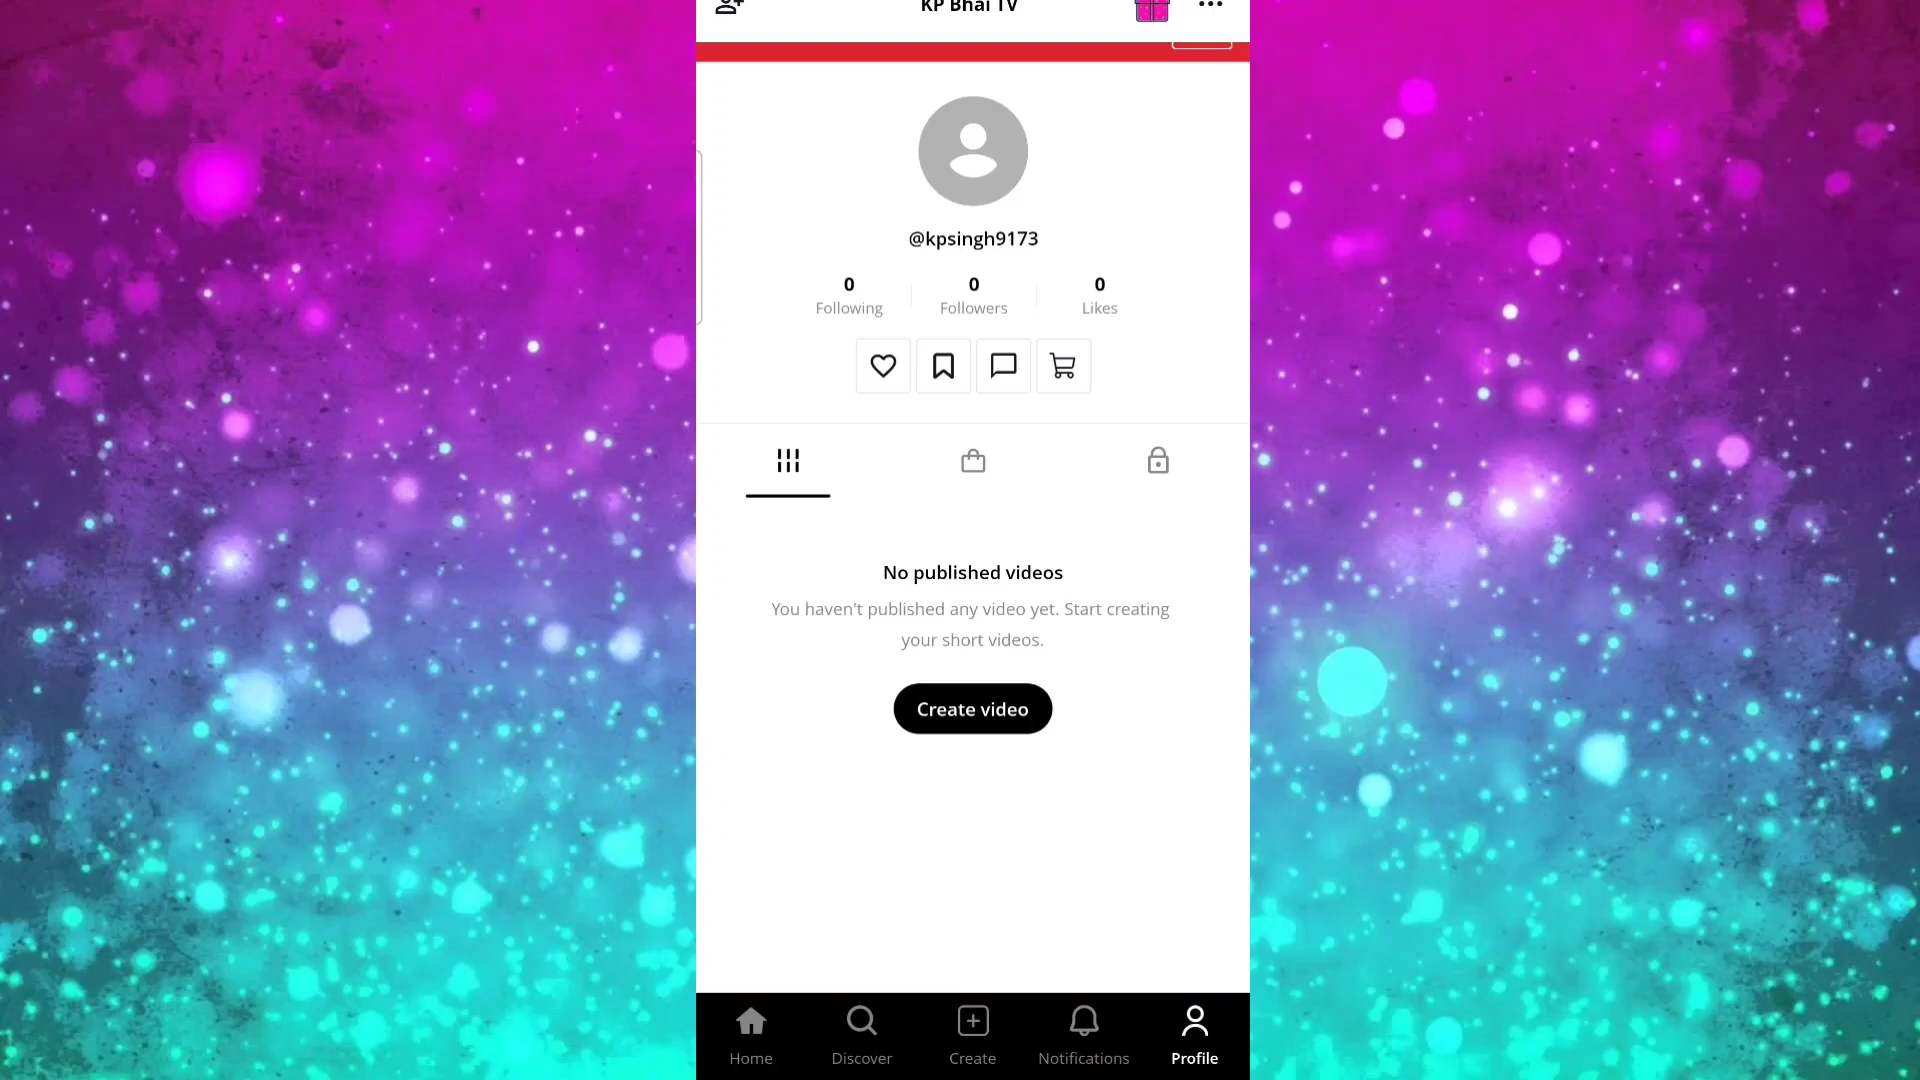 KP Bhai TV
@kpsingh9173
0 0 0
Following Followers Likes
No published videos
You haven't published any video yet. Start creating
your short videos.
Create video
Home Discover Create Notifications Profile